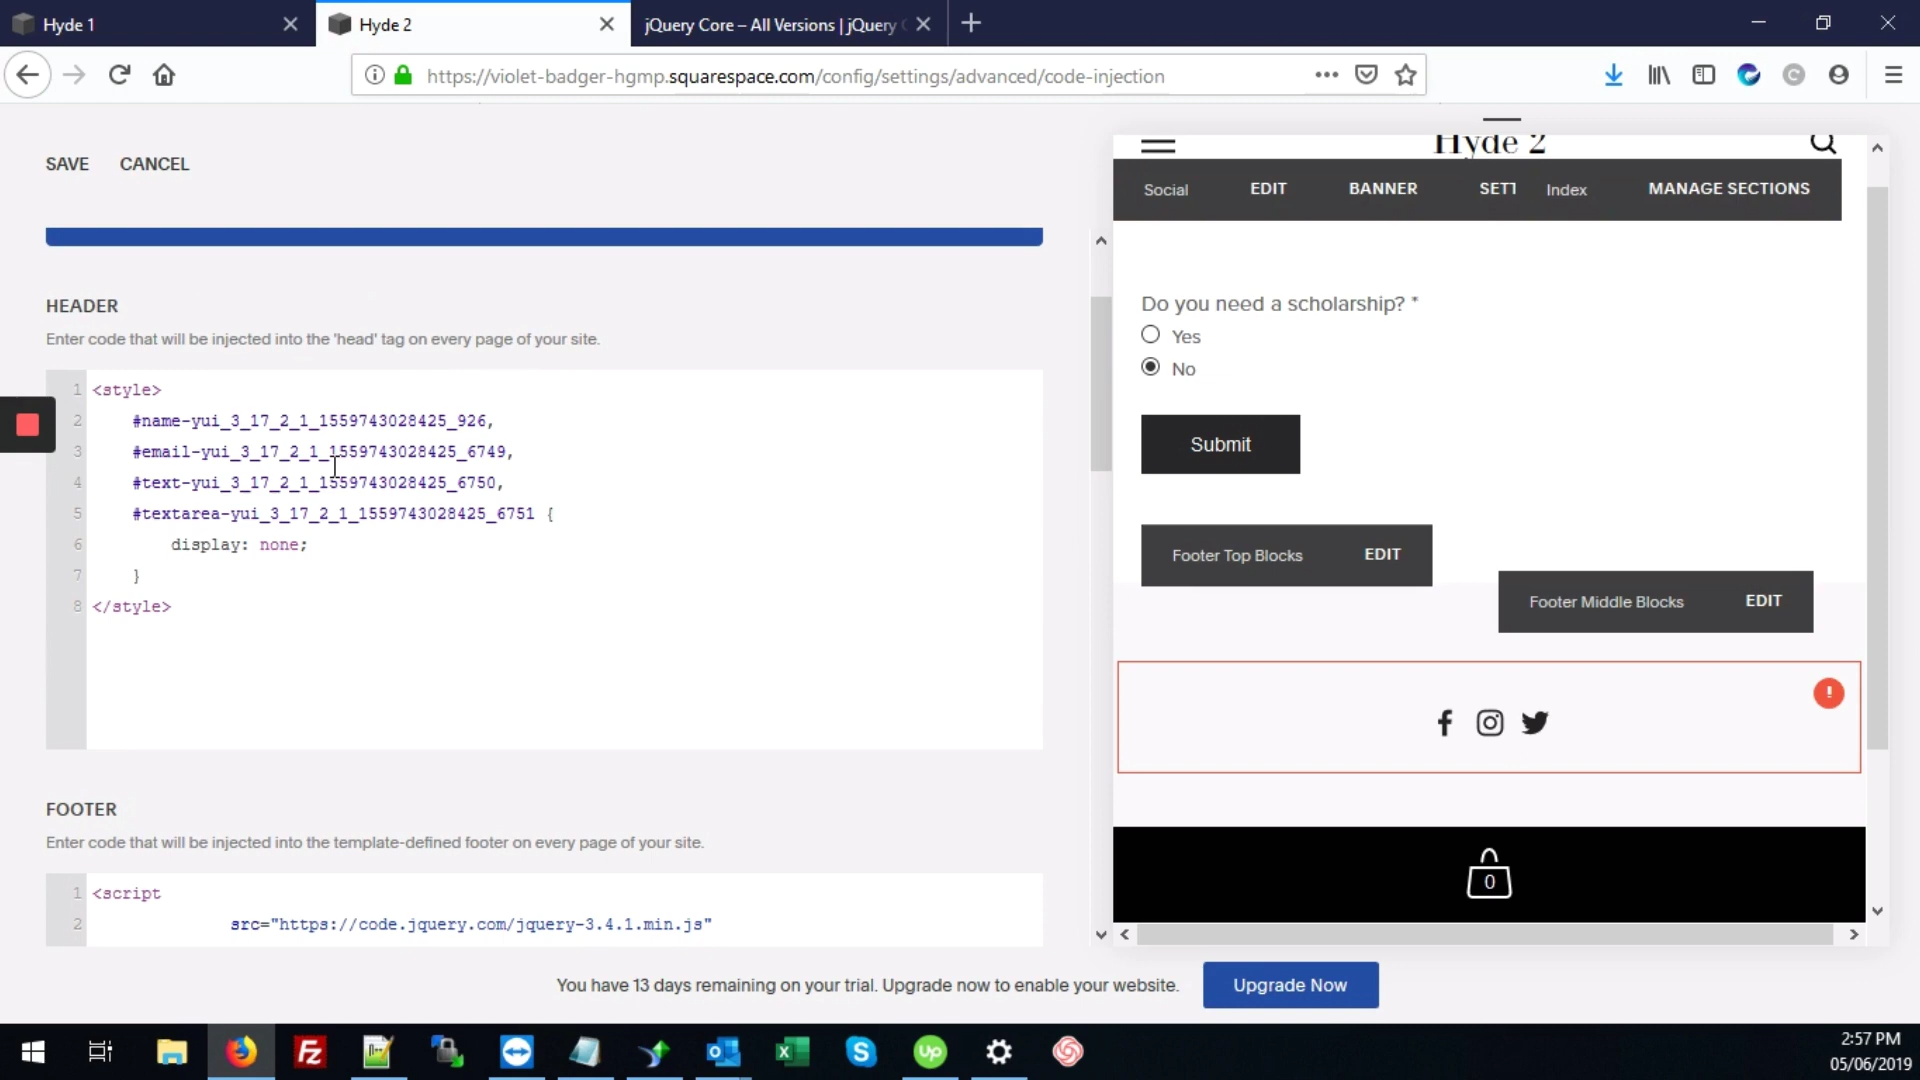 Hyde 1
Hyde 2
jQuery Core – All Versions | jQuery
https://violet-badger-hgmp.squarespace.com/config/settings/advanced/code-injection
SAVE CANCEL
HEADER
Enter code that will be injected into the 'head' tag on every page of your site.
1 <style>
2 #name-yui_3_17_2_1_1559743028425_926,
3 #email-yui_3_17_2_1_1559743028425_6749,
4 #text-yui_3_17_2_1_1559743028425_6750,
5 #textarea-yui_3_17_2_1_1559743028425_6751 {
6 display: none;
7 }
8 </style>
FOOTER
Enter code that will be injected into the template-defined footer on every page of your site.
1 <script
2 src="https://code.jquery.com/jquery-3.4.1.min.js"
Hyde 2
Social EDIT BANNER SETT Index MANAGE SECTIONS
Do you need a scholarship? *
Yes
No
Submit
Footer Top Blocks EDIT
Footer Middle Blocks EDIT
0
You have 13 days remaining on your trial. Upgrade now to enable your website. Upgrade Now
2:57 PM
05/06/2019